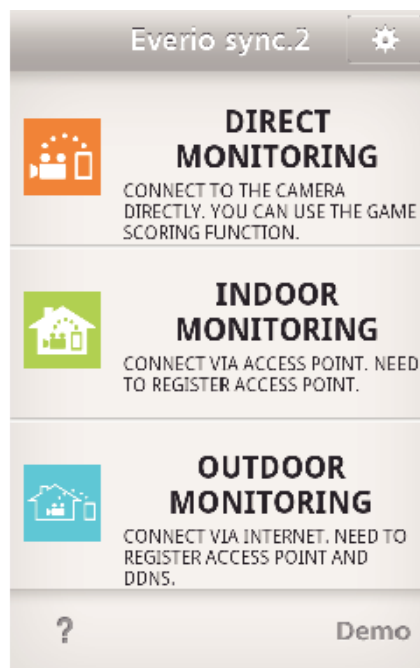 Everio sync.2
DIRECT
MONITORING
CONNECT TO THE CAMERA
DIRECTLY. YOU CAN USE THE GAME
SCORING FUNCTION.
INDOOR
MONITORING
CONNECT VIA ACCESS POINT. NEED
TO REGISTER ACCESS POINT.
OUTDOOR
MONITORING
CONNECT VIA INTERNET. NEED TO
REGISTER ACCESS POINT AND
DDNS.
?
Demo